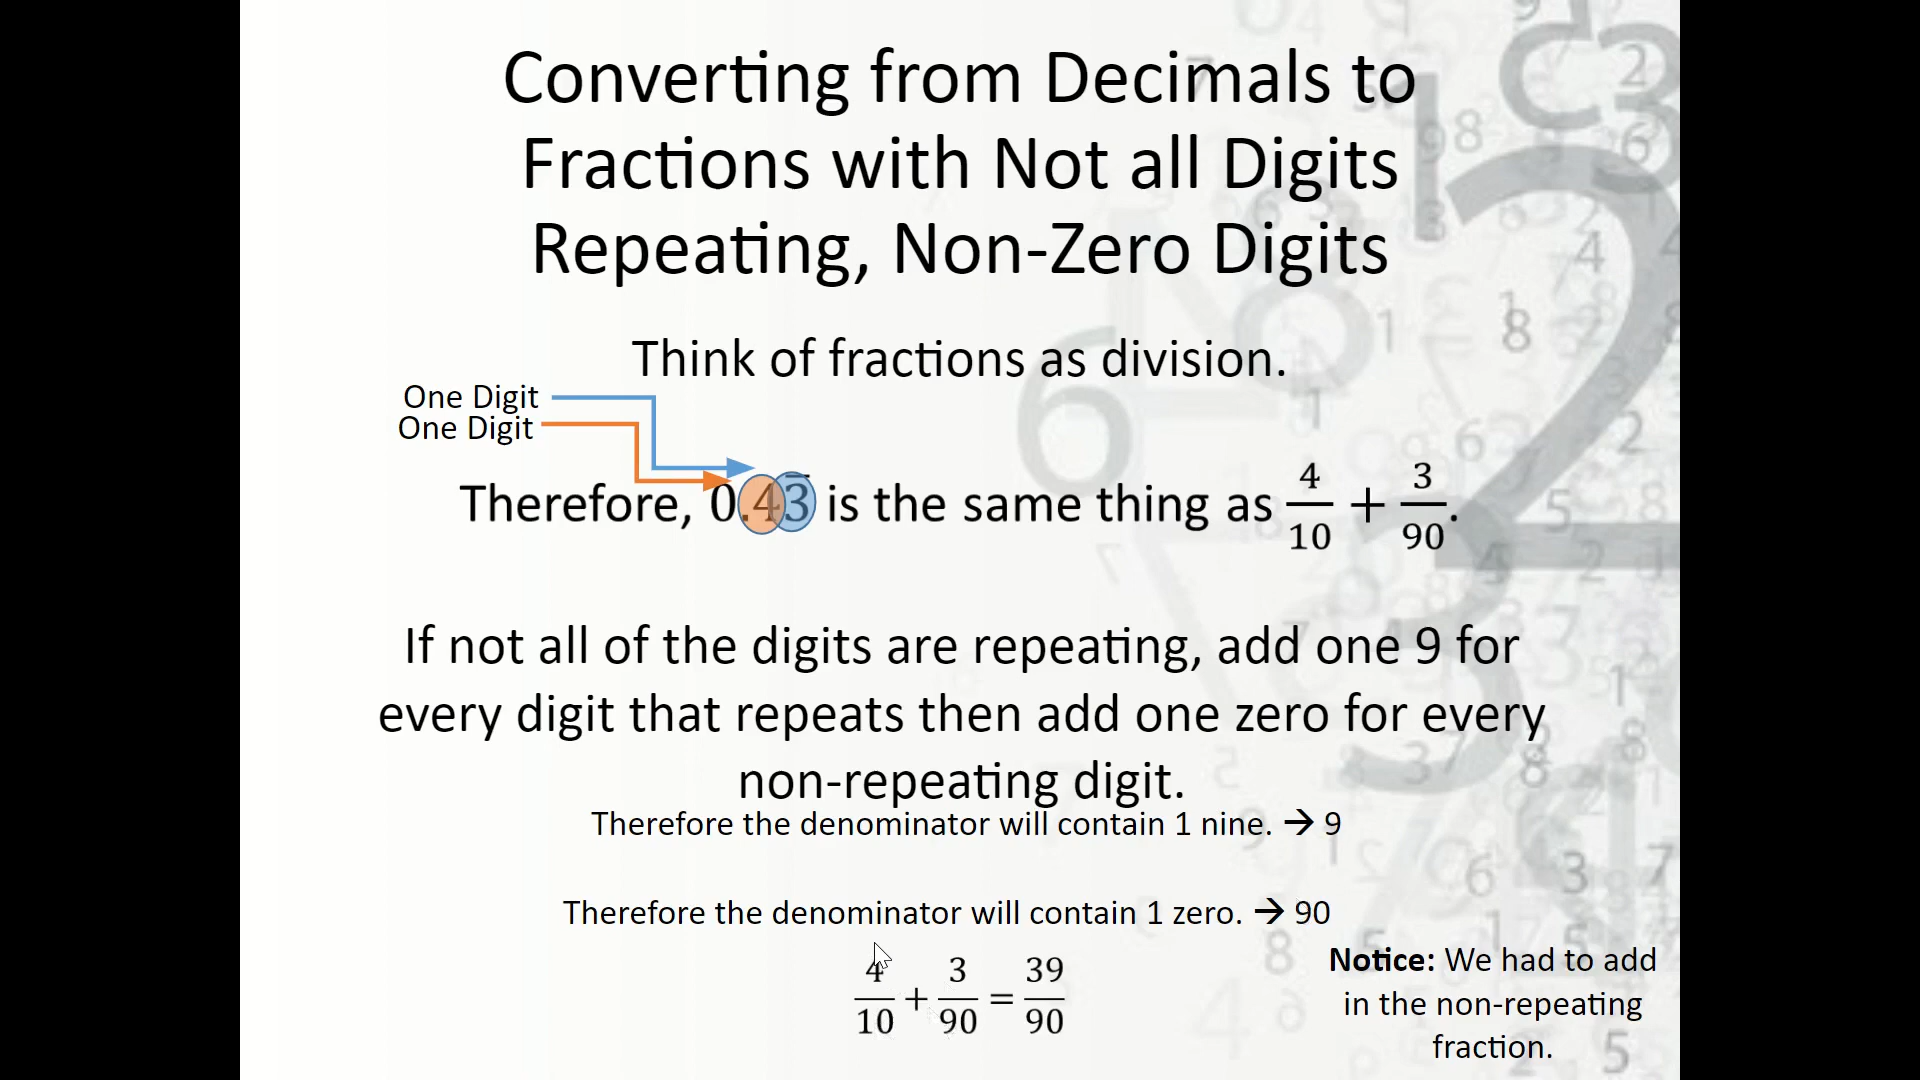 Converting from Decimals to
Fractions with Not all Digits
Repeating, Non-Zero Digits
Think of fractions as division.
One Digit
One Digit
Therefore, 0.43̅ is the same thing as 4/10 + 3/90.
If not all of the digits are repeating, add one 9 for
every digit that repeats then add one zero for every
non-repeating digit.
Therefore the denominator will contain 1 nine. → 9
Therefore the denominator will contain 1 zero. → 90
4/10 + 3/90 = 39/90
Notice: We had to add
in the non-repeating
fraction.